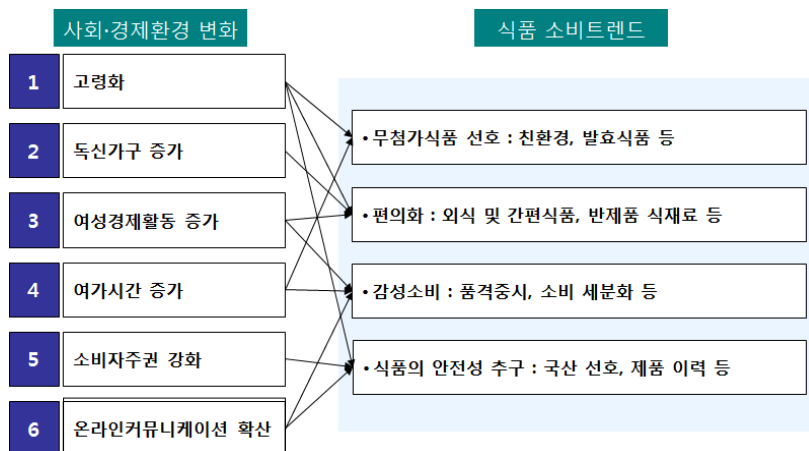 사회·경제환경 변화
식품 소비트렌드
1 고령화
2 독신가구 증가
3 여성경제활동 증가
4 여가시간 증가
5 소비자주권 강화
6 온라인커뮤니케이션 확산
•무첨가식품 선호 : 친환경, 발효식품 등
•편의화 : 외식 및 간편식품, 반제품 식재료 등
•감성소비 : 품격중시, 소비 세분화 등
•식품의 안전성 추구 : 국산 선호, 제품 이력 등